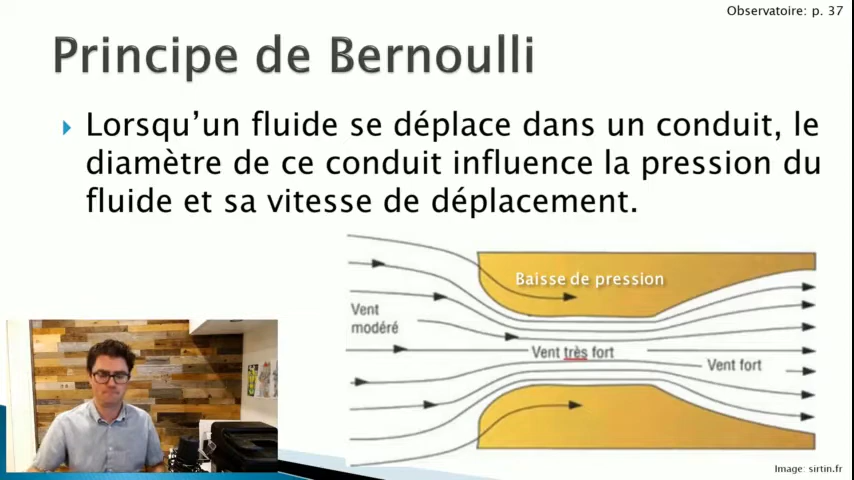 Observatoire: p. 37
Principe de Bernoulli
Lorsqu'un fluide se déplace dans un conduit, le
diamètre de ce conduit influence la pression du
fluide et sa vitesse de déplacement.
Baisse de pression
Vent
modéré
Vent très fort
Vent fort
Image: sirtin.fr